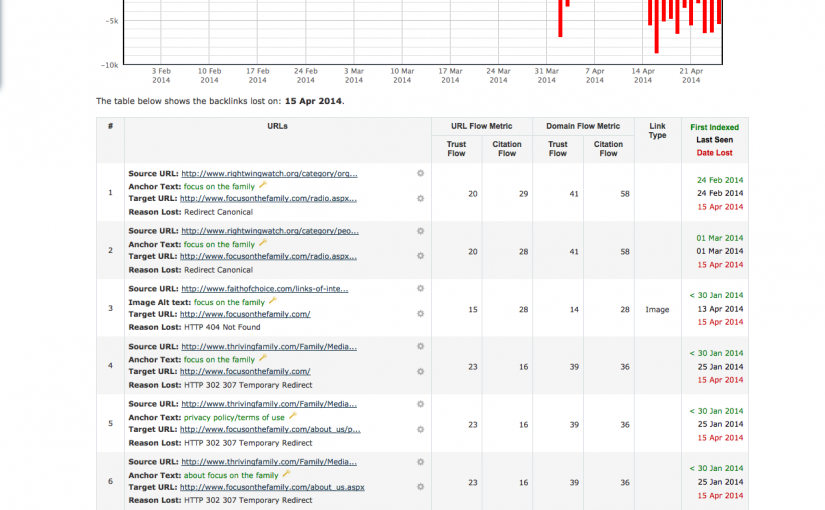 −5k
−10k
3 Feb 2014
10 Feb 2014
17 Feb 2014
24 Feb 2014
3 Mar 2014
10 Mar 2014
17 Mar 2014
24 Mar 2014
31 Mar 2014
7 Apr 2014
14 Apr 2014
21 Apr 2014
The table below shows the backlinks lost on: 15 Apr 2014.
# URLs URL Flow Metric Domain Flow Metric Link Type First Indexed
Last Seen
Date Lost
Trust Flow Citation Flow Trust Flow Citation Flow
1
Source URL: http://www.rightwingwatch.org/category/org...
Anchor Text: focus on the family
Target URL: http://www.focusonthefamily.com/radio.aspx...
Reason Lost: Redirect Canonical
20 29 41 58
24 Feb 2014
24 Feb 2014
15 Apr 2014
2
Source URL: http://www.rightwingwatch.org/category/peo...
Anchor Text: focus on the family
Target URL: http://www.focusonthefamily.com/radio.aspx...
Reason Lost: Redirect Canonical
20 28 41 58
01 Mar 2014
01 Mar 2014
15 Apr 2014
3
Source URL: http://www.faithofchoice.com/links-of-inte...
Image Alt text: focus on the family
Target URL: http://www.focusonthefamily.com/
Reason Lost: HTTP 404 Not Found
15 28 14 28 Image
< 30 Jan 2014
13 Apr 2014
15 Apr 2014
4
Source URL: http://www.thrivingfamily.com/Family/Media...
Anchor Text: focus on the family
Target URL: http://www.focusonthefamily.com/
Reason Lost: HTTP 302 307 Temporary Redirect
23 16 39 36
< 30 Jan 2014
25 Jan 2014
15 Apr 2014
5
Source URL: http://www.thrivingfamily.com/Family/Media...
Anchor Text: privacy policy/terms of use
Target URL: http://www.focusonthefamily.com/about_us/p...
Reason Lost: HTTP 302 307 Temporary Redirect
23 16 39 36
< 30 Jan 2014
25 Jan 2014
15 Apr 2014
6
Source URL: http://www.thrivingfamily.com/Family/Media...
Anchor Text: about focus on the family
Target URL: http://www.focusonthefamily.com/about_us.aspx
Reason Lost: HTTP 302 307 Temporary Redirect
23 16 39 36
< 30 Jan 2014
25 Jan 2014
15 Apr 2014